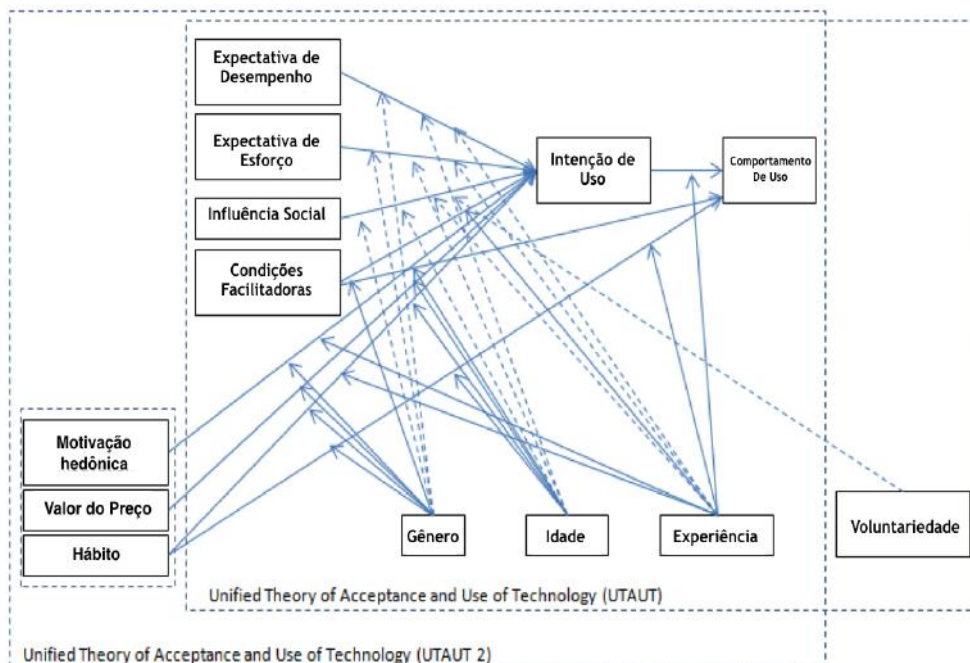 Expectativa de
Desempenho
Expectativa de
Esforço
Influência Social
Condições
Facilitadoras
Intenção de
Uso
Comportamento
De Uso
Motivação
hedônica
Valor do Preço
Hábito
Gênero
Idade
Experiência
Voluntariedade
Unified Theory of Acceptance and Use of Technology (UTAUT)
Unified Theory of Acceptance and Use of Technology (UTAUT 2)